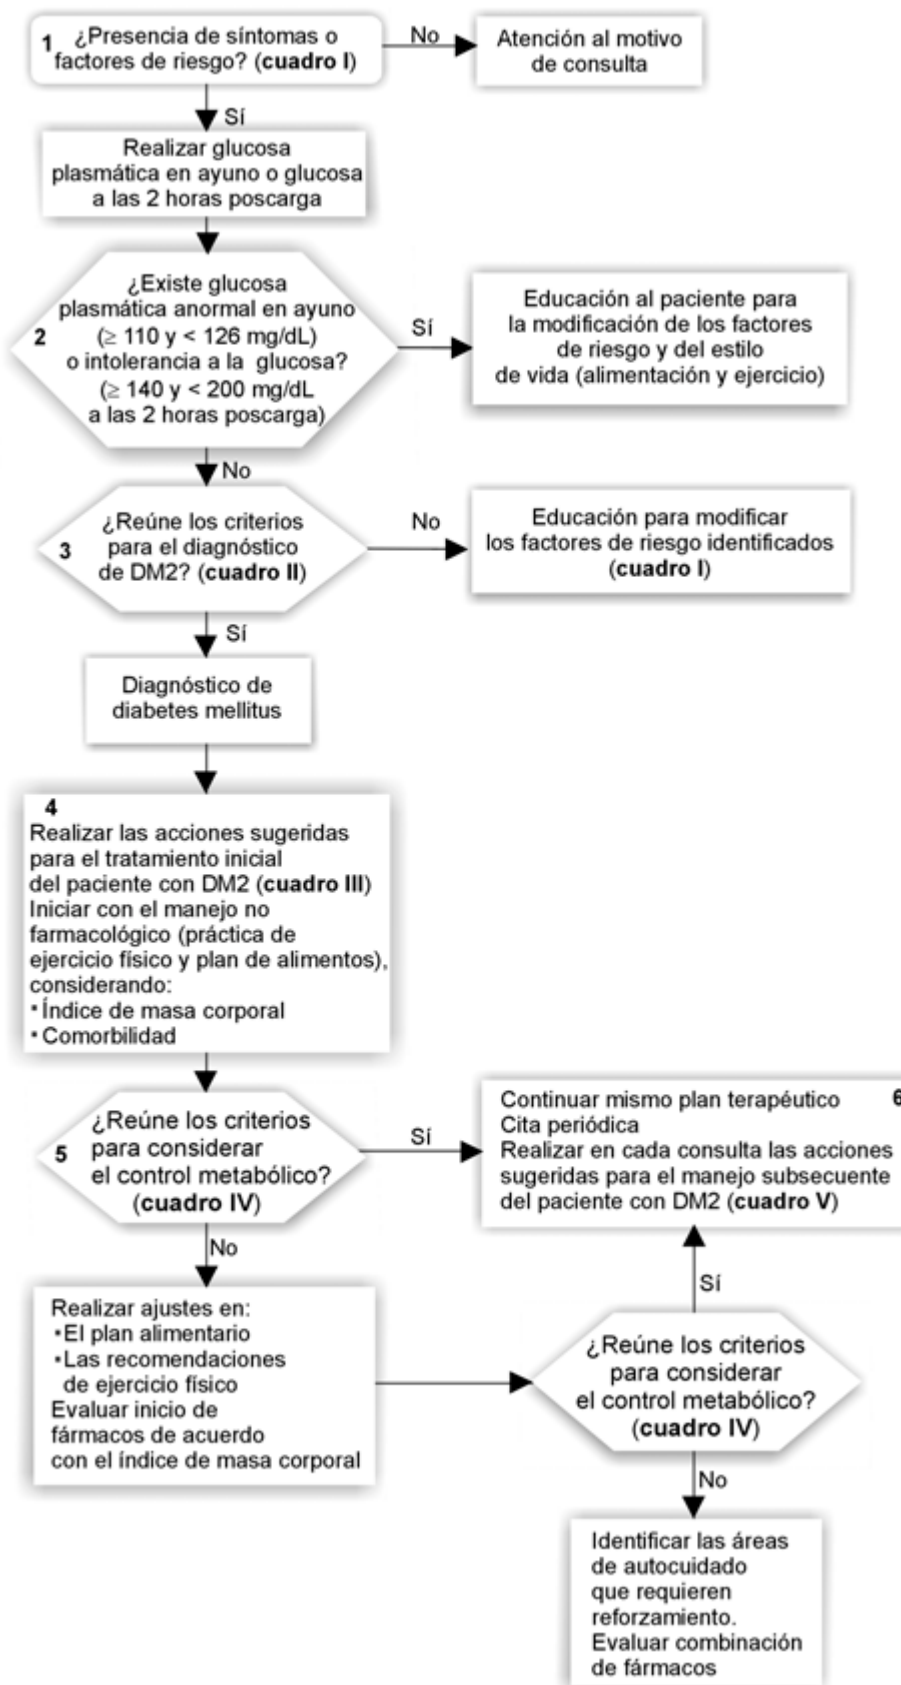 1 ¿Presencia de síntomas o
factores de riesgo? (cuadro I)
No
Atención al motivo
de consulta
Sí
Realizar glucosa
plasmática en ayuno o glucosa
a las 2 horas poscarga
2
¿Existe glucosa
plasmática anormal en ayuno
(≥ 110 y < 126 mg/dL)
o intolerancia a la glucosa?
(≥ 140 y < 200 mg/dL
a las 2 horas poscarga)
Sí
Educación al paciente para
la modificación de los factores
de riesgo y del estilo
de vida (alimentación y ejercicio)
No
3
¿Reúne los criterios
para el diagnóstico
de DM2? (cuadro II)
No
Educación para modificar
los factores de riesgo identificados
(cuadro I)
Sí
Diagnóstico de
diabetes mellitus
4
Realizar las acciones sugeridas
para el tratamiento inicial
del paciente con DM2 (cuadro III)
Iniciar con el manejo no
farmacológico (práctica de
ejercicio físico y plan de alimentos),
considerando:
· Índice de masa corporal
· Comorbilidad
5
¿Reúne los criterios
para considerar
el control metabólico?
(cuadro IV)
Sí
6
Continuar mismo plan terapéutico
Cita periódica
Realizar en cada consulta las acciones
sugeridas para el manejo subsecuente
del paciente con DM2 (cuadro V)
No
Realizar ajustes en:
· El plan alimentario
· Las recomendaciones
de ejercicio físico
Evaluar inicio de
fármacos de acuerdo
con el índice de masa corporal
Sí
¿Reúne los criterios
para considerar
el control metabólico?
(cuadro IV)
No
Identificar las áreas
de autocuidado
que requieren
reforzamiento.
Evaluar combinación
de fármacos